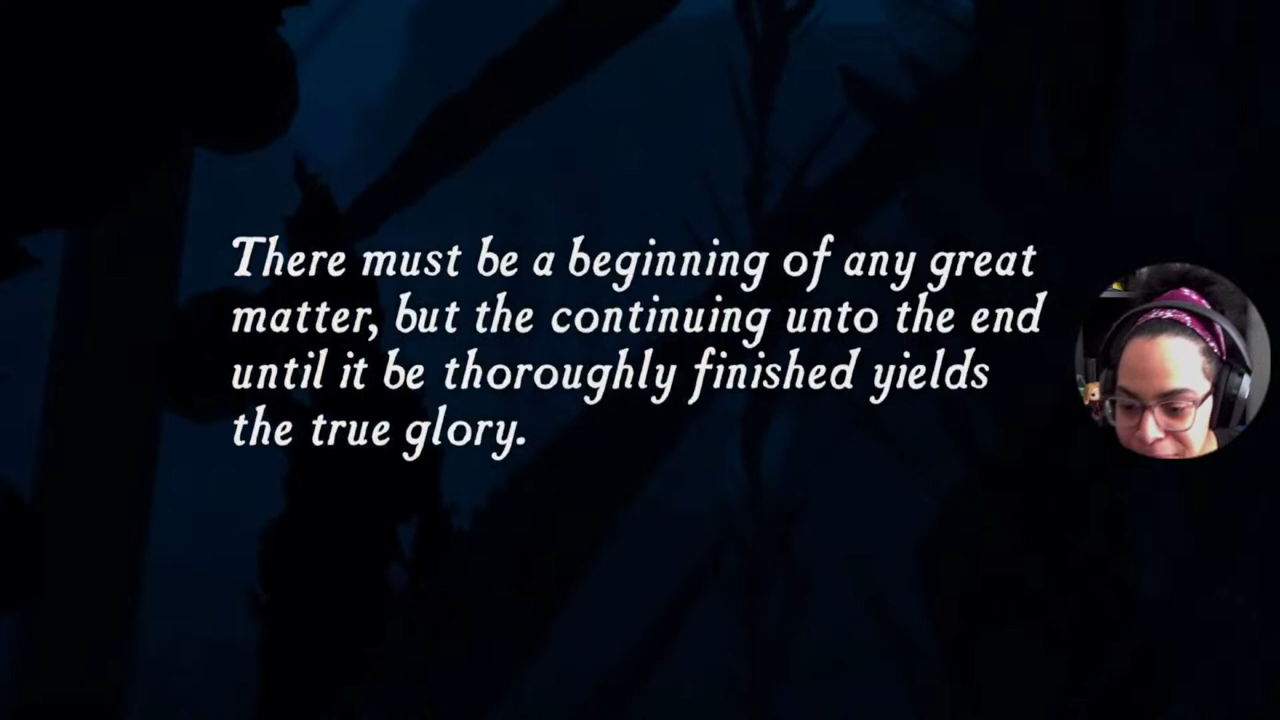 There must be a beginning of any great
matter, but the continuing unto the end
until it be thoroughly finished yields
the true glory.